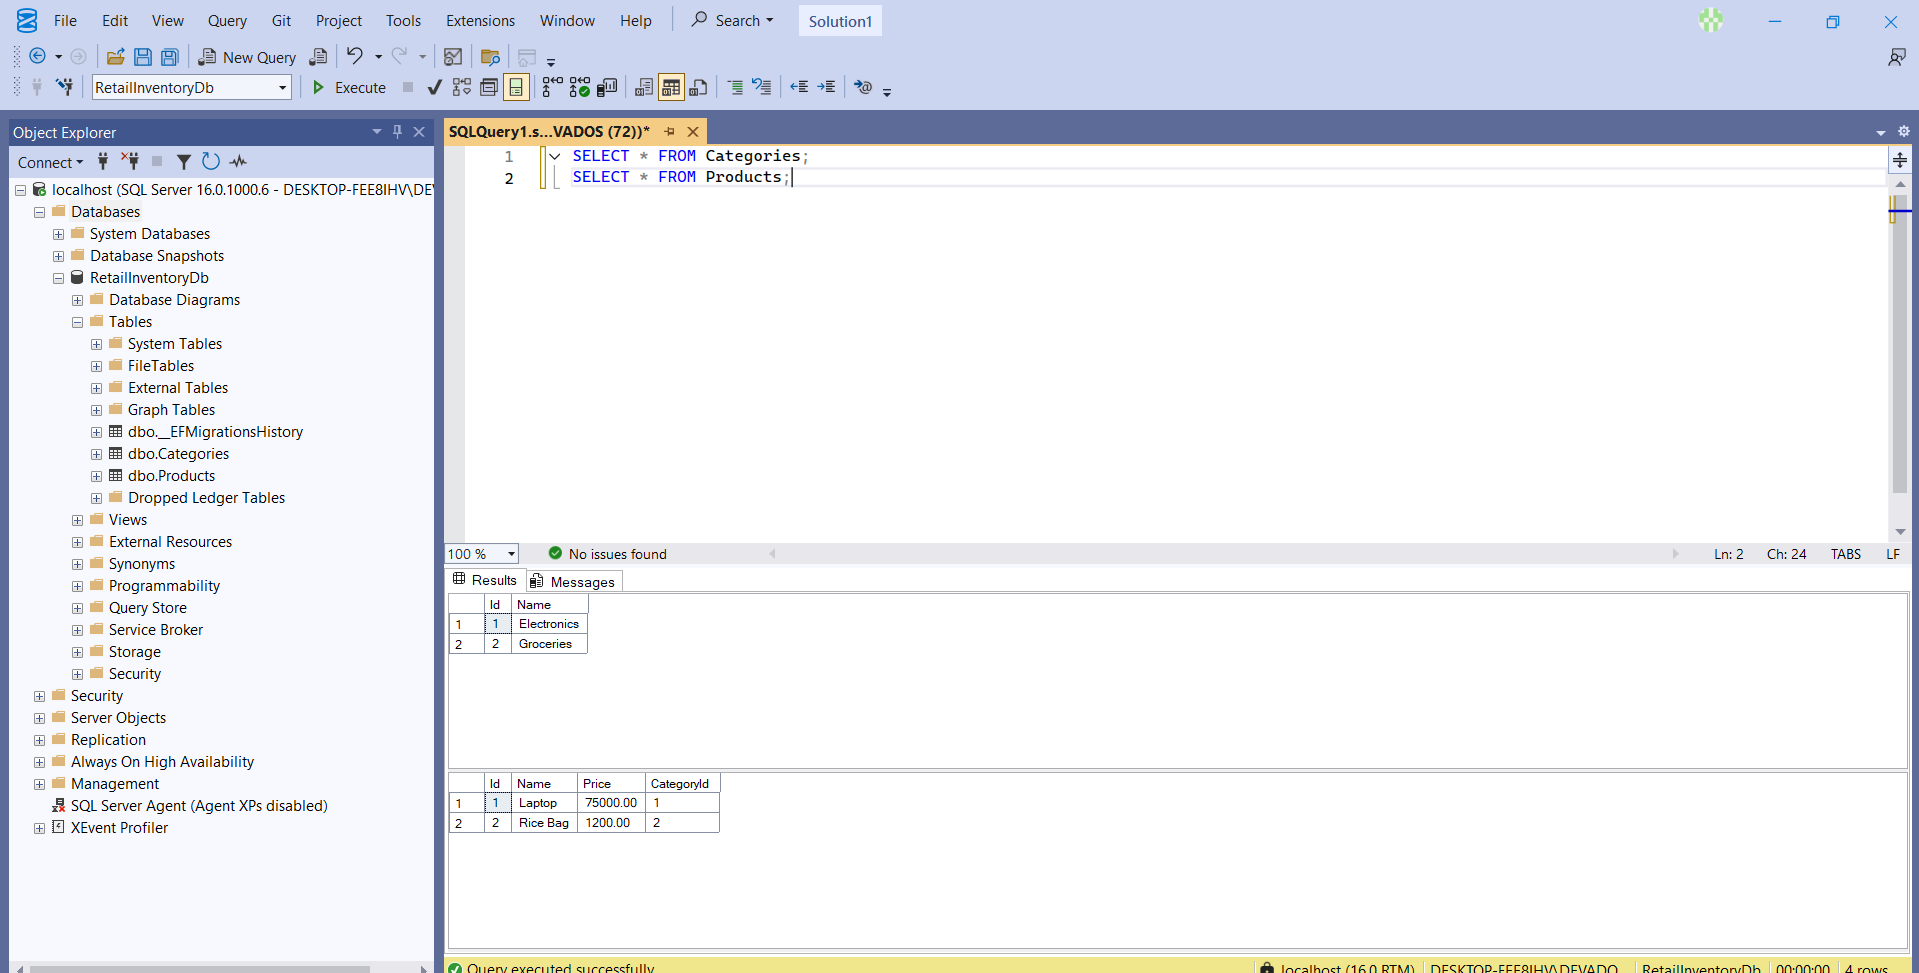 File Edit View Query Git Project Tools Extensions Window Help Search Solution1
New Query
RetailInventoryDb Execute
Object Explorer
Connect
localhost (SQL Server 16.0.1000.6 - DESKTOP-FEE8IHV\DEV
Databases
System Databases
Database Snapshots
RetailInventoryDb
Database Diagrams
Tables
System Tables
FileTables
External Tables
Graph Tables
dbo.__EFMigrationsHistory
dbo.Categories
dbo.Products
Dropped Ledger Tables
Views
External Resources
Synonyms
Programmability
Query Store
Service Broker
Storage
Security
Security
Server Objects
Replication
Always On High Availability
Management
SQL Server Agent (Agent XPs disabled)
XEvent Profiler
SQLQuery1.s...VADOS (72))*
1 SELECT * FROM Categories;
2 SELECT * FROM Products;
100 % No issues found Ln: 2 Ch: 24 TABS LF
Results Messages
Id Name
1 1 Electronics
2 2 Groceries
Id Name Price CategoryId
1 1 Laptop 75000.00 1
2 2 Rice Bag 1200.00 2
Query executed successfully localhost (16.0 RTM) DESKTOP-FEE8IHV\DEVADO... RetailInventoryDb 00:00:00 4 rows